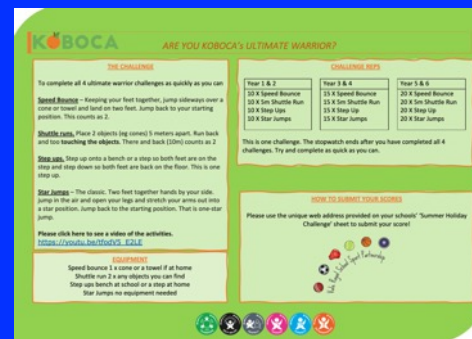 KOBOCA
ARE YOU KOBOCA's ULTIMATE WARRIOR?
THE CHALLENGE
To complete all 4 ultimate warrior challenges as quickly as you can
Speed Bounce – Keeping your feet together, jump sideways over a
cone or towel and land on two feet. Jump back to your starting
position. This counts as 2.
Shuttle runs. Place 2 objects (eg cones) 5 meters apart. Run back
and too touching the objects. There and back (10m) counts as 2
Step ups. Step up onto a bench or a step so both feet are on the
step and step down so both feet are back on the floor. This is one
step up.
Star Jumps – The classic. Two feet together hands by your side.
jump in the air and open your legs and stretch your arms out into
a star position. Jump back to the starting position. That is one-star
jump.
Please click here to see a video of the activities.
EQUIPMENT
Speed bounce 1 x cone or a towel if at home
Shuttle run 2 x any objects you can find
Step ups bench at school or a step at home
Star Jumps no equipment needed
CHALLENGE REPS
Year 1 & 2
10 X Speed Bounce
10 X 5m Shuttle Run
10 X Step Ups
10 X Star Jumps
Year 3 & 4
15 X Speed Bounce
15 X 5m Shuttle Run
15 X Step Up
15 X Star Jumps
Year 5 & 6
20 X Speed Bounce
20 X 5m Shuttle Run
20 X Step Up
20 X Star Jumps
This is one challenge. The stopwatch ends after you have completed all 4
challenges. Try and complete as quick as you can.
HOW TO SUBMIT YOUR SCORES
Please use the unique web address provided on your schools' 'Summer Holiday
Challenge' sheet to submit your score!
School Sport Partnership